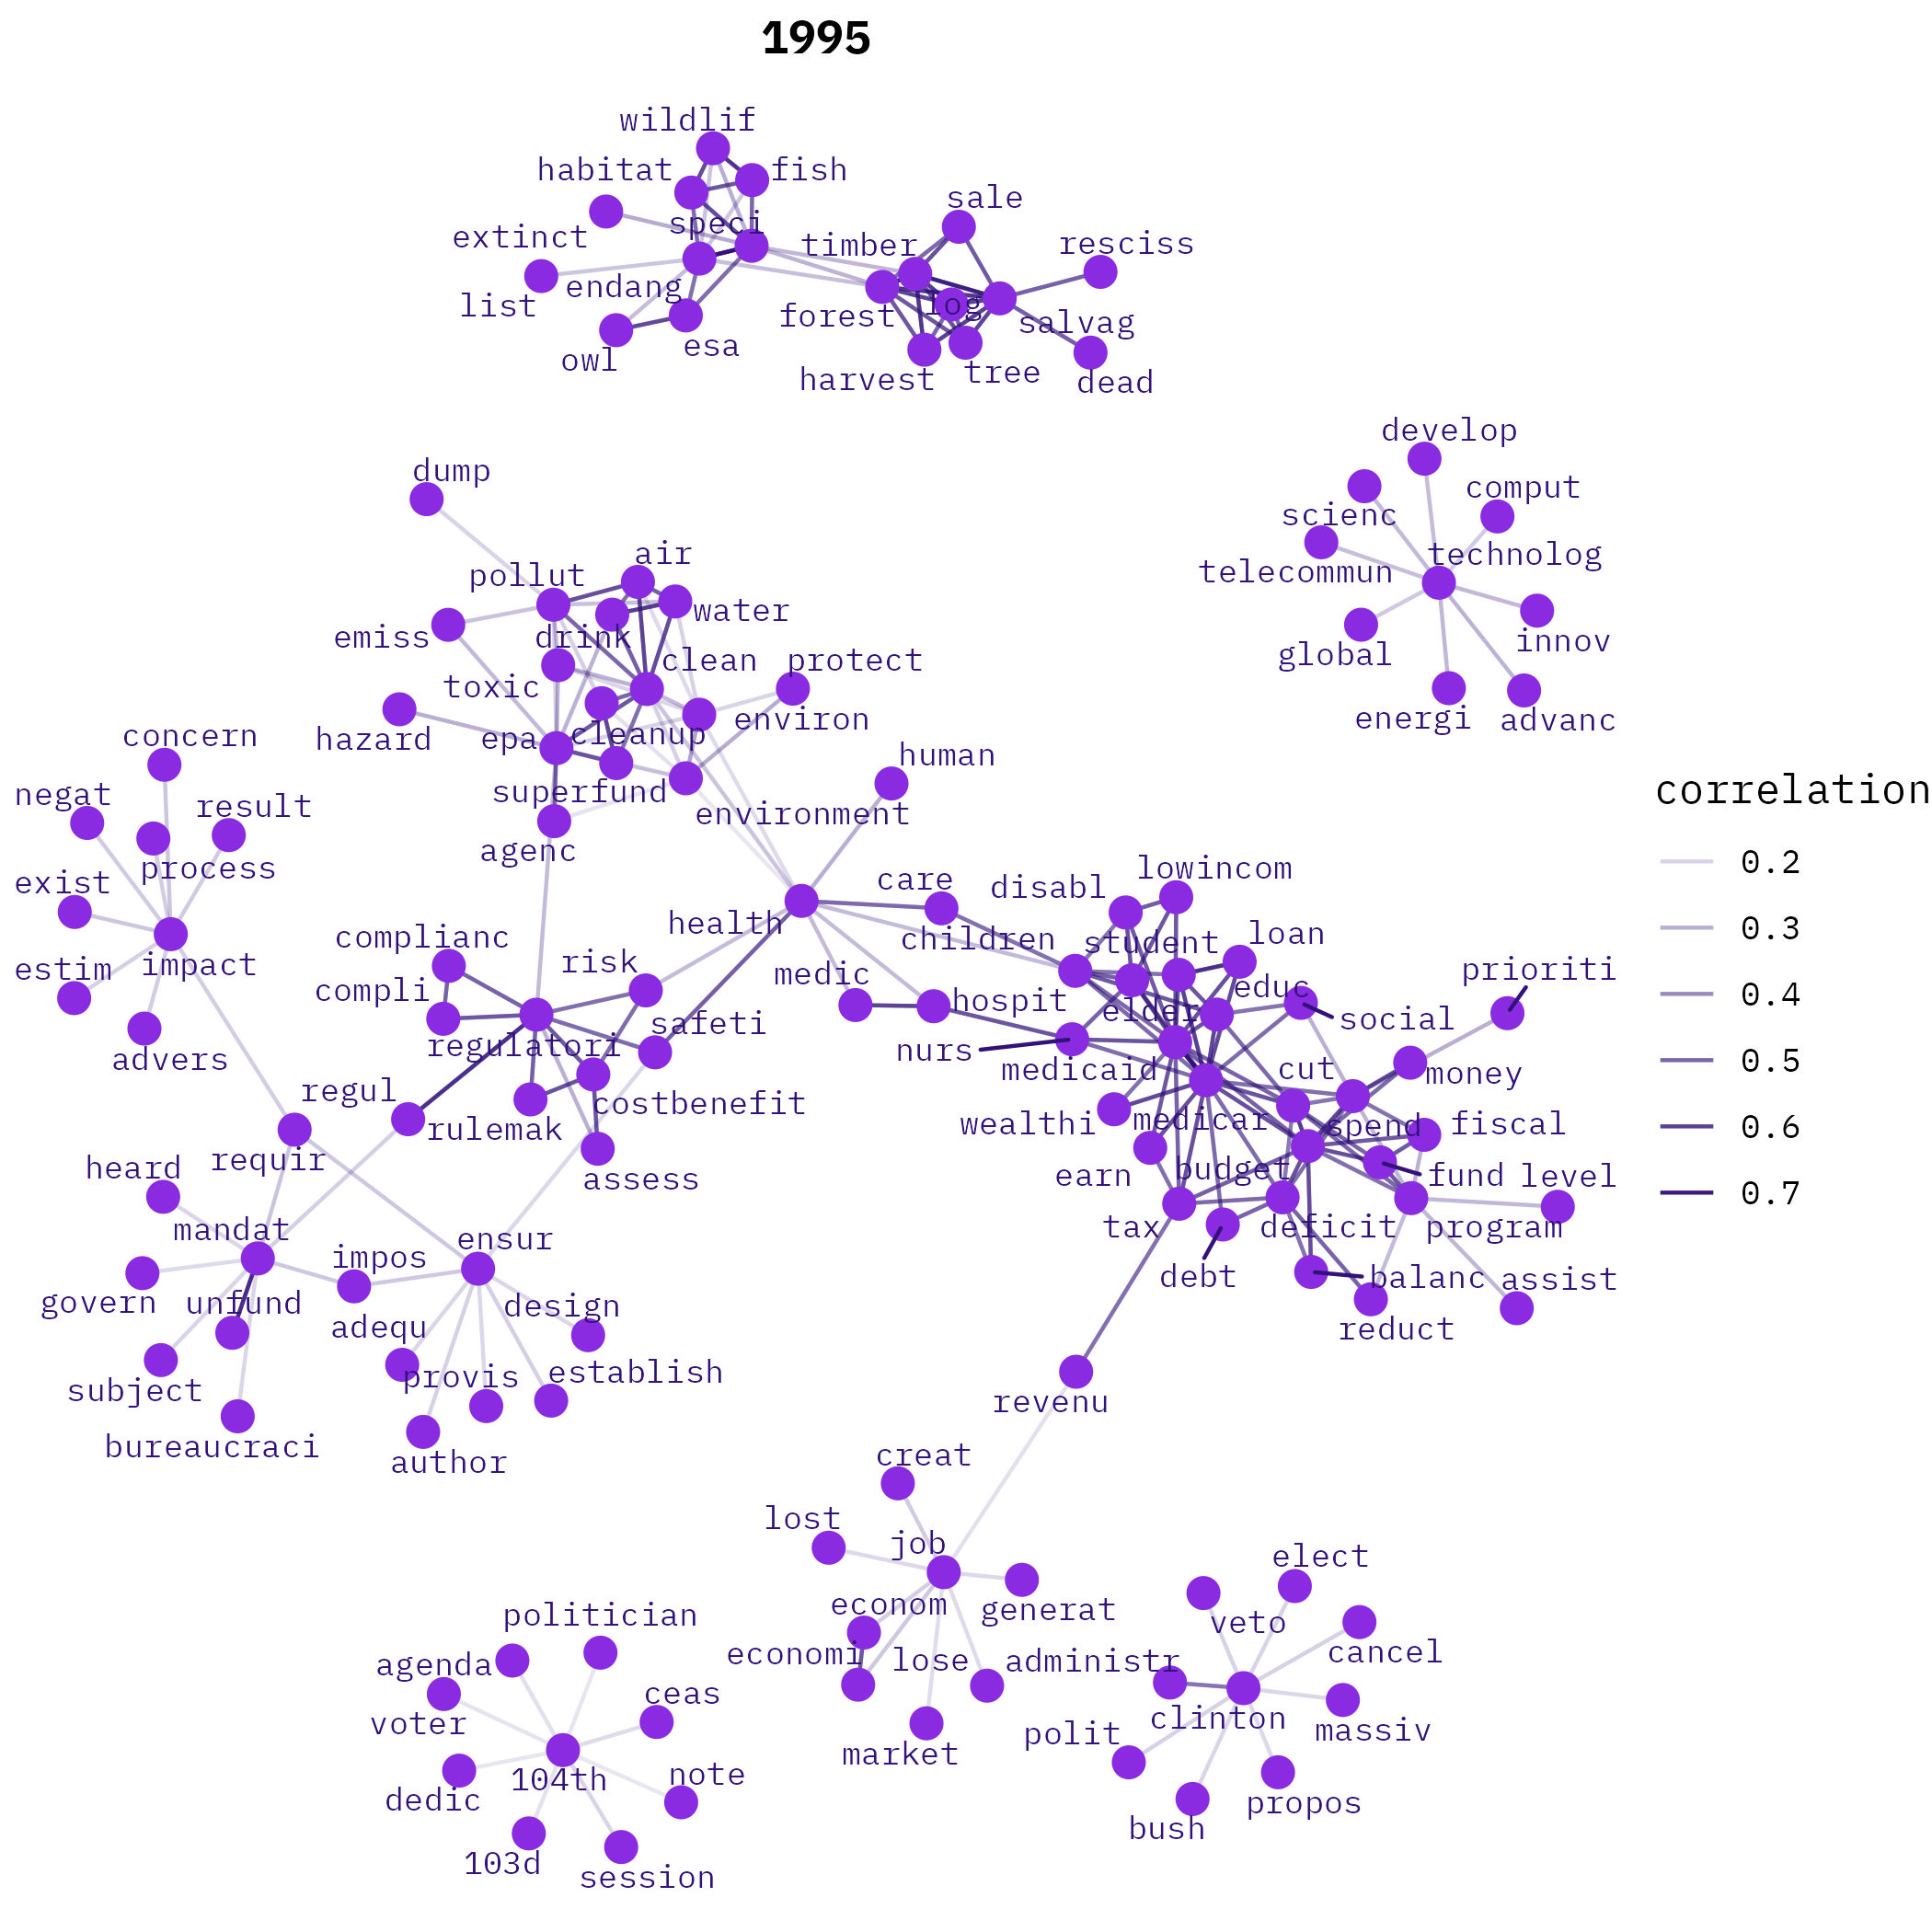 1995
wildlif
habitat
fish
sale
speci
extinct
timber
resciss
endang
list
log
forest
salvag
esa
owl
harvest
tree
dead
develop
dump
comput
scienc
air
technolog
pollut
telecommun
water
emiss
drink
innov
global
clean
protect
toxic
energi
advanc
environ
hazard
epa
cleanup
concern
human
correlation
superfund
negat
result
environment
agenc
0.2
process
lowincom
exist
care
disabl
health
0.3
complianc
children
student
loan
estim
impact
risk
medic
prioriti
compli
educ
0.4
hospit
elder
safeti
social
regulatori
nurs
advers
medicaid
cut
0.5
money
regul
costbenefit
wealthi
medicar
spend
fiscal
0.6
rulemak
requir
heard
assess
earn
budget
fund
level
0.7
mandat
ensur
tax
deficit
program
impos
debt
balanc
assist
govern
unfund
design
adequ
reduct
provis
establish
subject
revenu
bureaucraci
author
creat
lost
job
elect
econom
generat
politician
veto
economi
lose
administr
cancel
agenda
ceas
voter
clinton
massiv
polit
market
104th
note
dedic
propos
bush
103d
session